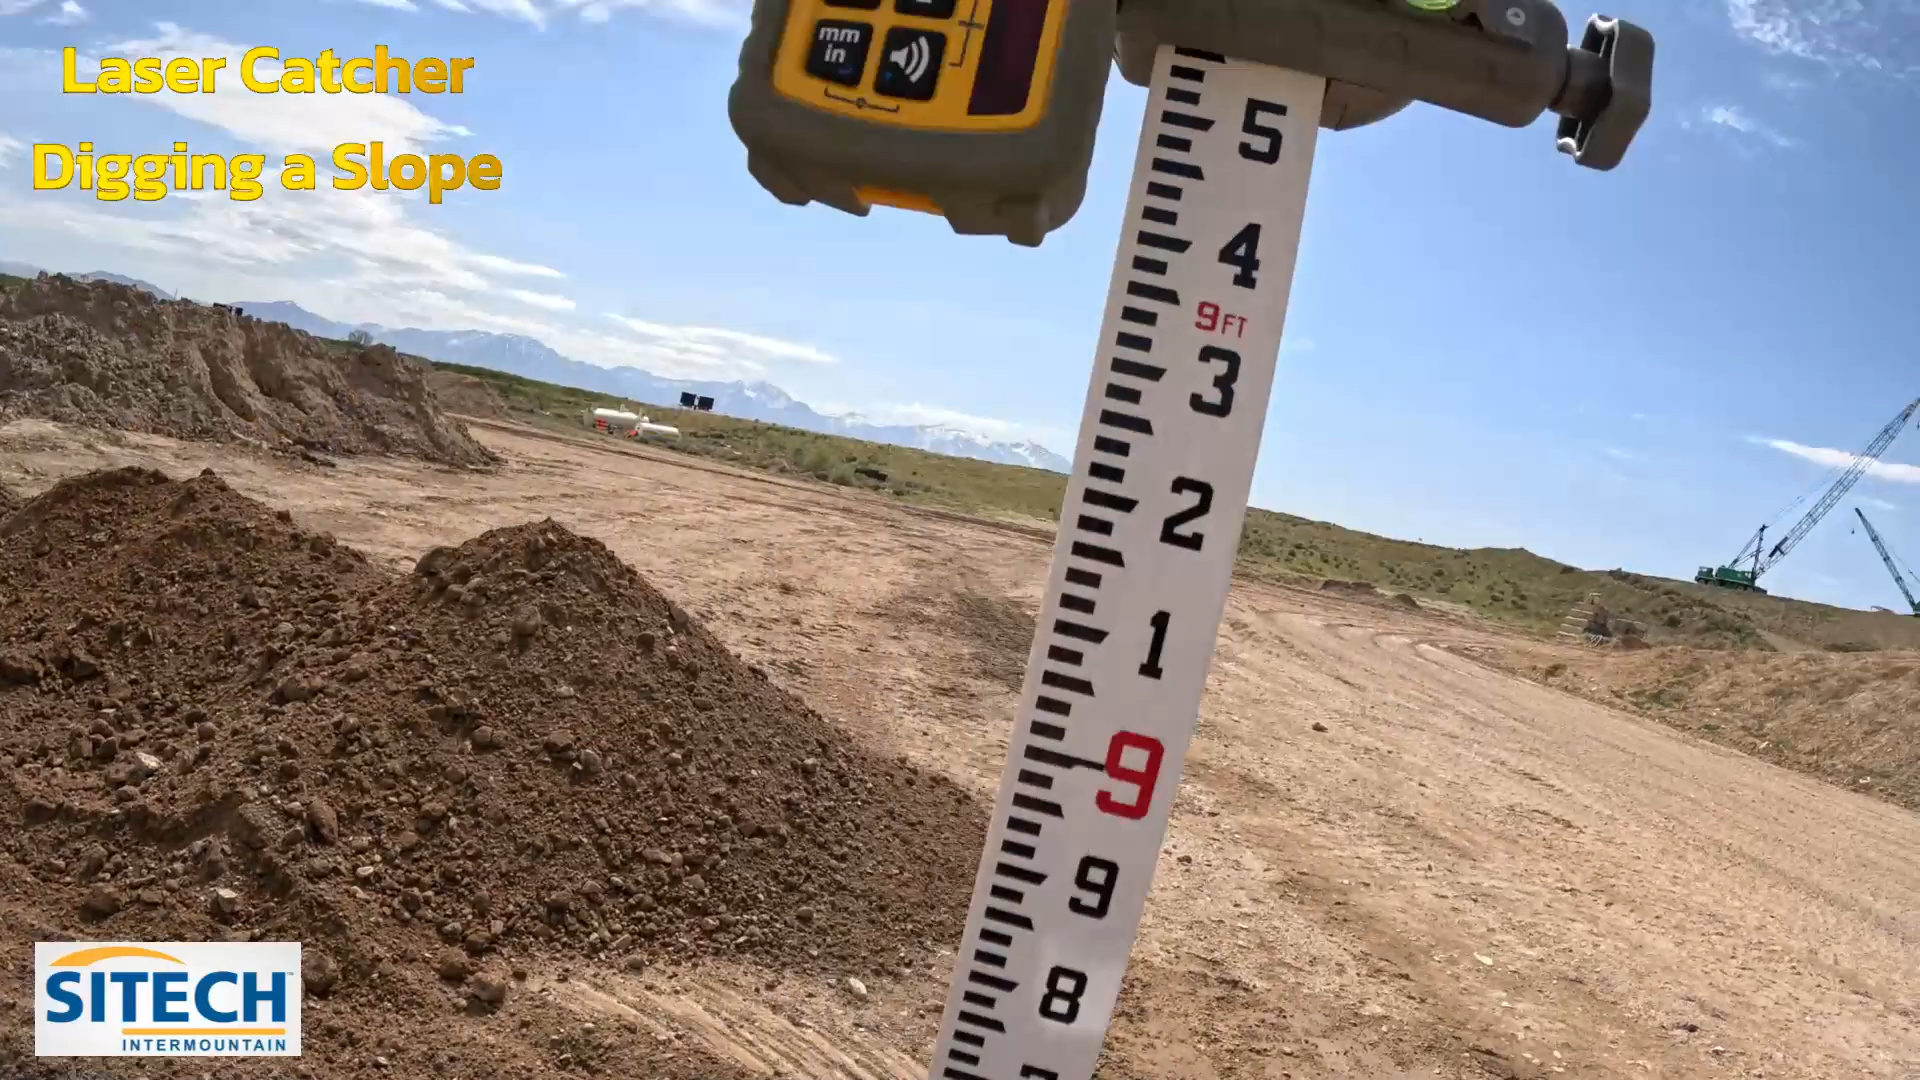 Laser Catcher
Digging a Slope
mm
in
5
4
9FT
3
2
1
9
9
8
SITECH
INTERMOUNTAIN